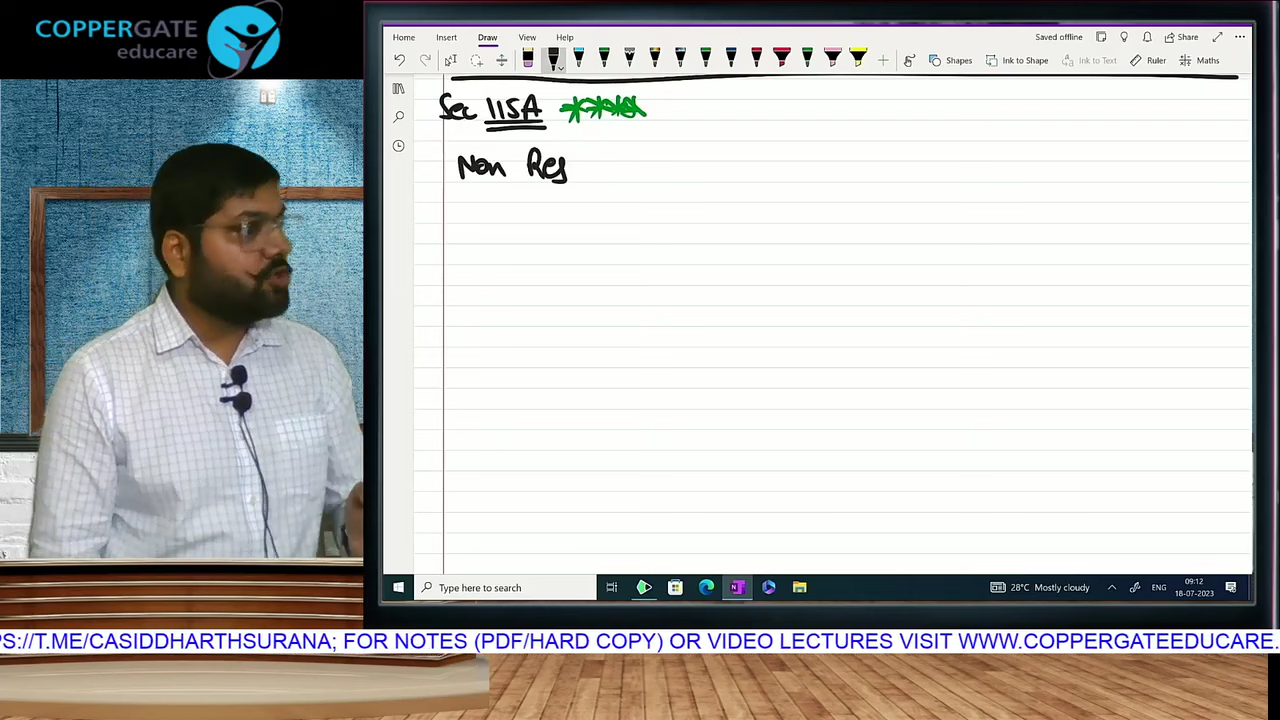 COPPERGATE
educare
Home Insert Draw View Help
Saved offline
Share
Shapes Ink to Shape Ink to Text Ruler Maths
Sec 115A ****
Non Res
Type here to search
28°C Mostly cloudy
ENG
09:12
18-07-2023
PS://T.ME/CASIDDHARTHSURANA; FOR NOTES (PDF/HARD COPY) OR VIDEO LECTURES VISIT WWW.COPPERGATEEDUCARE.